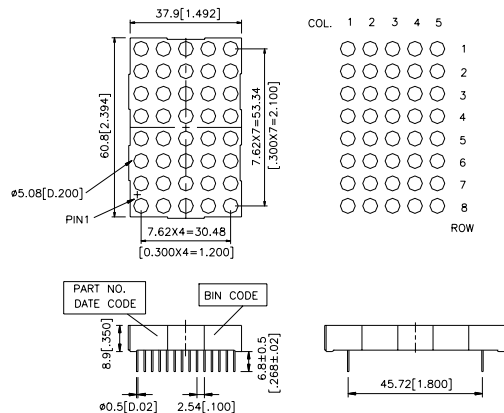 37.9[1.492]
COL. 1 2 3 4 5
1
2
3
4
5
6
7
8
ROW
60.8[2.394]
7.62X7=53.34
[.300X7=2.100]
ø5.08[D.200]
PIN1
7.62X4=30.48
[0.300X4=1.200]
PART NO.
DATE CODE
BIN CODE
8.9[.350]
6.8±0.5
[.268±.02]
ø0.5[D.02]
2.54[.100]
45.72[1.800]